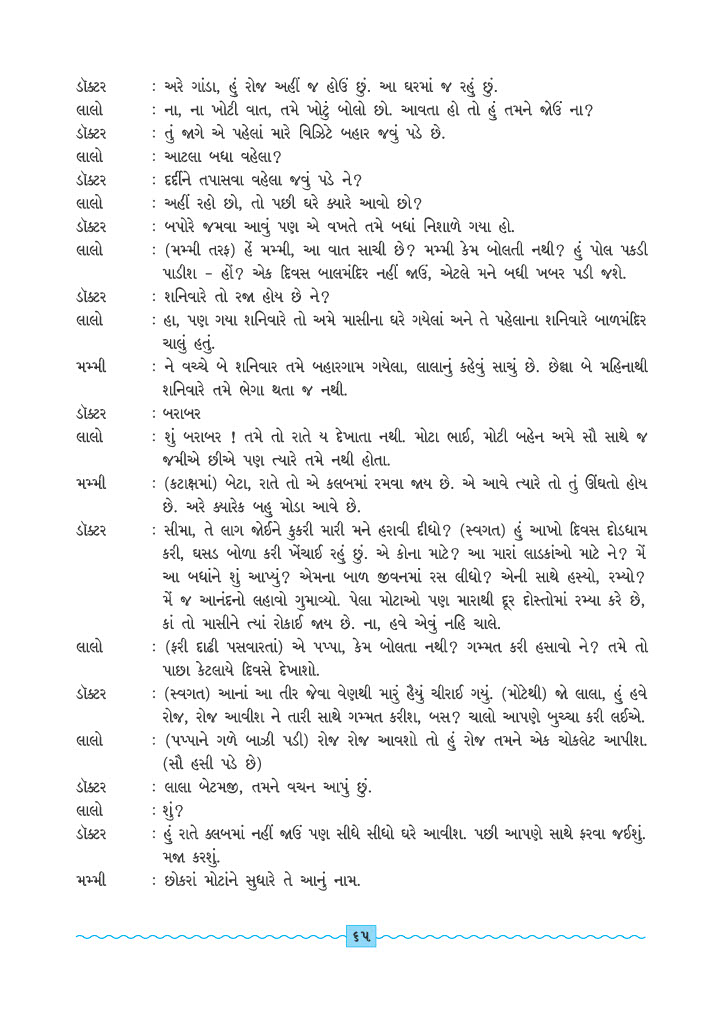 ડૉક્ટર : અરે ગાંડા, હું રોજ અહીં જ હોઉં છું. આ ઘરમાં જ રહું છું.
લાલો : ના, ના ખોટી વાત, તમે ખોટું બોલો છો. આવતા હો તો હું તમને જોઉં ના?
ડૉક્ટર : તું જાગે એ પહેલાં મારે વિઝિટે બહાર જવું પડે છે.
લાલો : આટલા બધા વહેલા?
ડૉક્ટર : દર્દીને તપાસવા વહેલા જવું પડે ને?
લાલો : અહીં રહો છો, તો પછી ઘરે ક્યારે આવો છો?
ડૉક્ટર : બપોરે જમવા આવું પણ એ વખતે તમે બધાં નિશાળે ગયા હો.
લાલો : (મમ્મી તરફ) હેં મમ્મી, આ વાત સાચી છે? મમ્મી કેમ બોલતી નથી? હું પોલ પકડી
પાડીશ - હોં? એક દિવસ બાલમંદિર નહીં જાઉં, એટલે મને બધી ખબર પડી જશે.
ડૉક્ટર : શનિવારે તો રજા હોય છે ને?
લાલો : હા, પણ ગયા શનિવારે તો અમે માસીના ઘરે ગયેલાં અને તે પહેલાના શનિવારે બાળમંદિર
ચાલું હતું.
મમ્મી : ને વચ્ચે બે શનિવાર તમે બહારગામ ગયેલા, લાલાનું કહેવું સાચું છે. છેલ્લા બે મહિનાથી
શનિવારે તમે ભેગા થતા જ નથી.
ડૉક્ટર : બરાબર
લાલો : શું બરાબર ! તમે તો રાતે ય દેખાતા નથી. મોટા ભાઈ, મોટી બહેન અમે સૌ સાથે જ
જમીએ છીએ પણ ત્યારે તમે નથી હોતા.
મમ્મી : (કટાક્ષમાં) બેટા, રાતે તો એ કલબમાં રમવા જાય છે. એ આવે ત્યારે તો તું ઊંઘતો હોય
છે. અરે ક્યારેક બહુ મોડા આવે છે.
ડૉક્ટર : સીમા, તે લાગ જોઈને કુકરી મારી મને હરાવી દીધો? (સ્વગત) હું આખો દિવસ દોડધામ
કરી, ઘસડ બોળા કરી ખેંચાઈ રહું છું. એ કોના માટે? આ મારાં લાડકાંઓ માટે ને? મેં
આ બધાંને શું આપ્યું? એમના બાળ જીવનમાં રસ લીધો? એની સાથે હસ્યો, રમ્યો?
મેં જ આનંદનો લહાવો ગુમાવ્યો. પેલા મોટાઓ પણ મારાથી દૂર દોસ્તોમાં રમ્યા કરે છે,
કાં તો માસીને ત્યાં રોકાઈ જાય છે. ના, હવે એવું નહિ ચાલે.
લાલો : (ફરી દાઢી પસવારતાં) એ પપ્પા, કેમ બોલતા નથી? ગમ્મત કરી હસાવો ને? તમે તો
પાછા કેટલાયે દિવસે દેખાશો.
ડૉક્ટર : (સ્વગત) આનાં આ તીર જેવા વેણથી મારું હૈયું ચીરાઈ ગયું. (મોટેથી) જો લાલા, હું હવે
રોજ, રોજ આવીશ ને તારી સાથે ગમ્મત કરીશ, બસ? ચાલો આપણે બુચ્ચા કરી લઈએ.
લાલો : (પપ્પાને ગળે બાઝી પડી) રોજ રોજ આવશો તો હું રોજ તમને એક ચોકલેટ આપીશ.
(સૌ હસી પડે છે)
ડૉક્ટર : લાલા બેટમજી, તમને વચન આપું છું.
લાલો : શું?
ડૉક્ટર : હું રાતે ક્લબમાં નહીં જાઉં પણ સીધે સીધો ઘરે આવીશ. પછી આપણે સાથે ફરવા જઈશું.
મજા કરશું.
મમ્મી : છોકરાં મોટાંને સુધારે તે આનું નામ.
૬૫